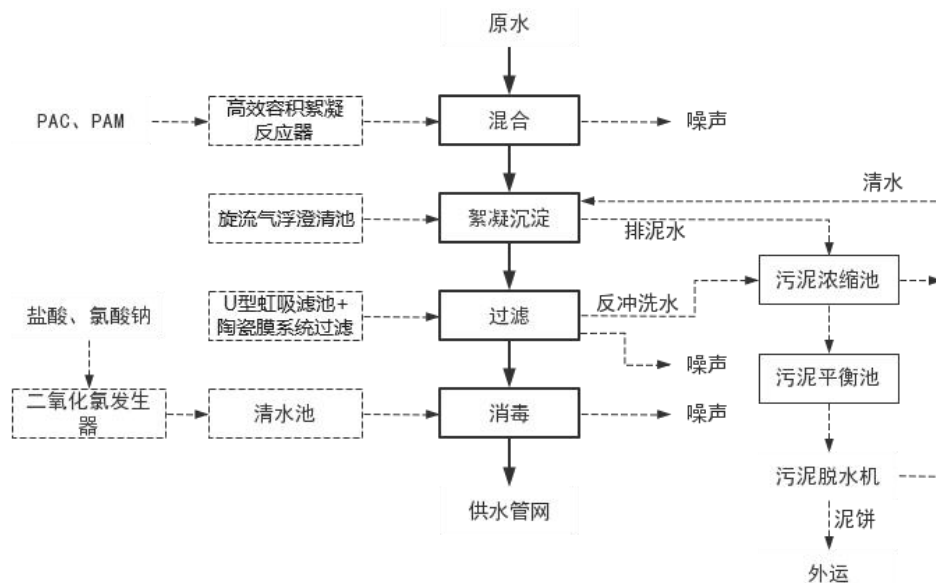 原水
PAC、PAM
高效容积絮凝
反应器
混合
噪声
清水
旋流气浮澄清池
絮凝沉淀
排泥水
污泥浓缩池
盐酸、氯酸钠
U型虹吸滤池+
陶瓷膜系统过滤
过滤
反冲洗水
噪声
污泥平衡池
二氧化氯发生
器
清水池
消毒
噪声
污泥脱水机
供水管网
泥饼
外运